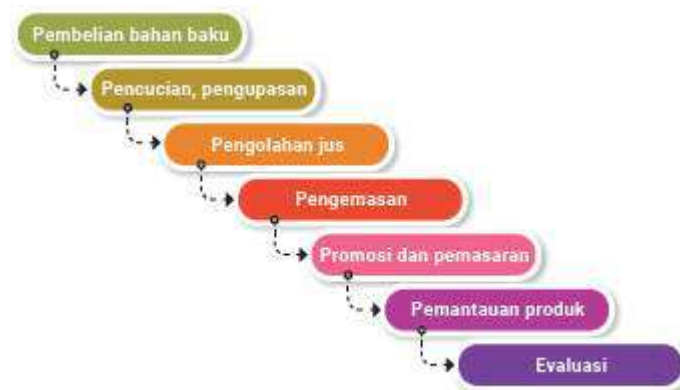 Pembelian bahan baku
Pencucian, pengupasan
Pengolahan jus
Pengemasan
Promosi dan pemasaran
Pemantauan produk
Evaluasi